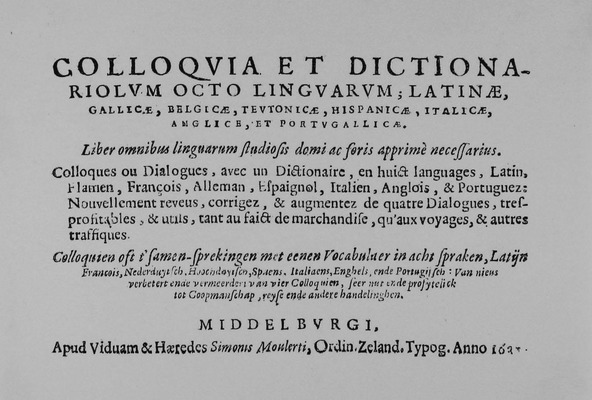 COLLOQVIA ET DICTIONA-
RIOLVM OCTO LINGVARVM; LATINÆ,
GALLICÆ, BELGICÆ, TEVTONICÆ, HISPANICÆ, ITALICÆ,
ANGLICE, ET PORTVGALLICÆ.
Liber omnibus linguarum ſtudioſis domi ac foris apprimè neceſſarius.
Colloques ou Dialogues, avec un Dictionaire, en huict languages, Latin,
Flamen, François, Alleman, Eſpaignol, Italien, Anglois, & Portuguez:
Nouvellement reveus, corrigez, & augmentez de quatre Dialogues, treſ-
profitables, & utils, tant au faict de marchandiſe, qu'aux voyages, & autres
traffiques.
Colloquien oft t'ſamen-ſprekingen met eenen Vocabulaer in acht ſpraken, Latijn
Francois, Nederduytſch, Hoochdoytſch, Spaens, Italiaens, Enghels, ende Portugijſch: Van nieus
verbetert ende vermeerdert van vier Colloquien, ſeer nut ende profytelick
tot Coopmanſchap, reyſe ende andere handelinghen.
MIDDELBVRGI,
Apud Viduam & Hæredes Simonis Moulerti, Ordin. Zeland. Typog. Anno